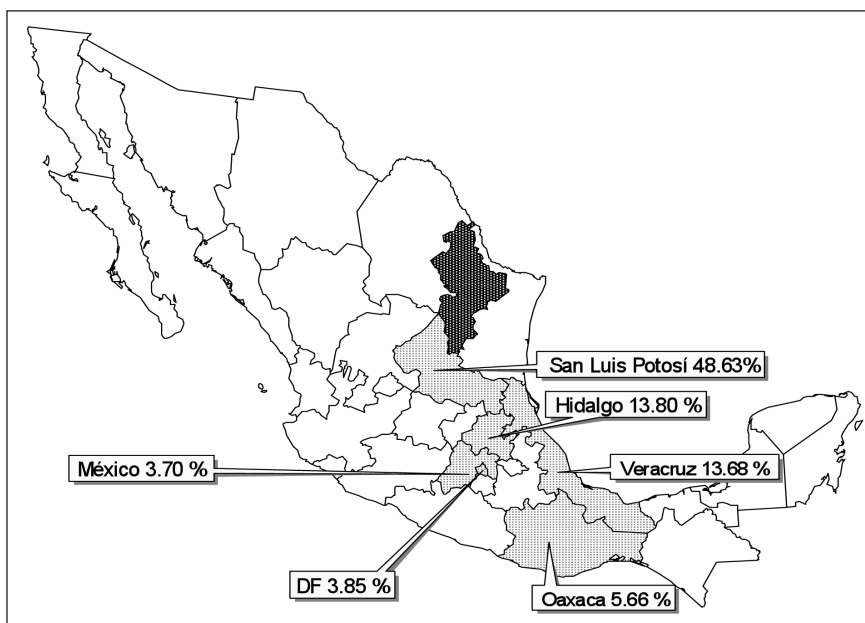 San Luis Potosí 48.63%
Hidalgo 13.80 %
México 3.70 %
Veracruz 13.68 %
DF 3.85 %
Oaxaca 5.66 %